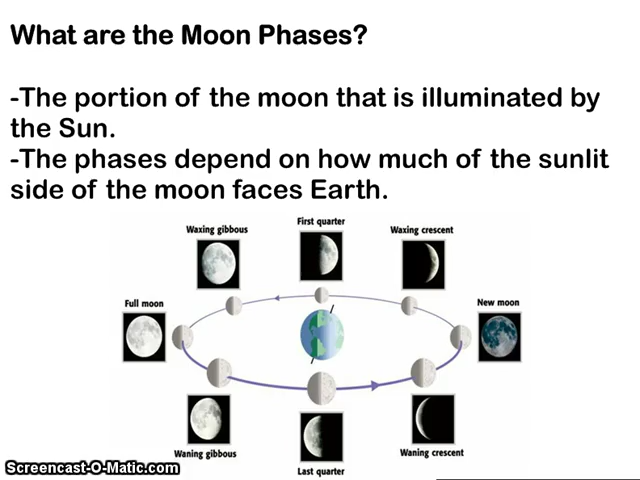 What are the Moon Phases?
-The portion of the moon that is illuminated by
the Sun.
-The phases depend on how much of the sunlit
side of the moon faces Earth.
First quarter
Waxing gibbous
Waxing crescent
Full moon
New moon
Waning gibbous
Waning crescent
Last quarter
Screencast-O-Matic.com